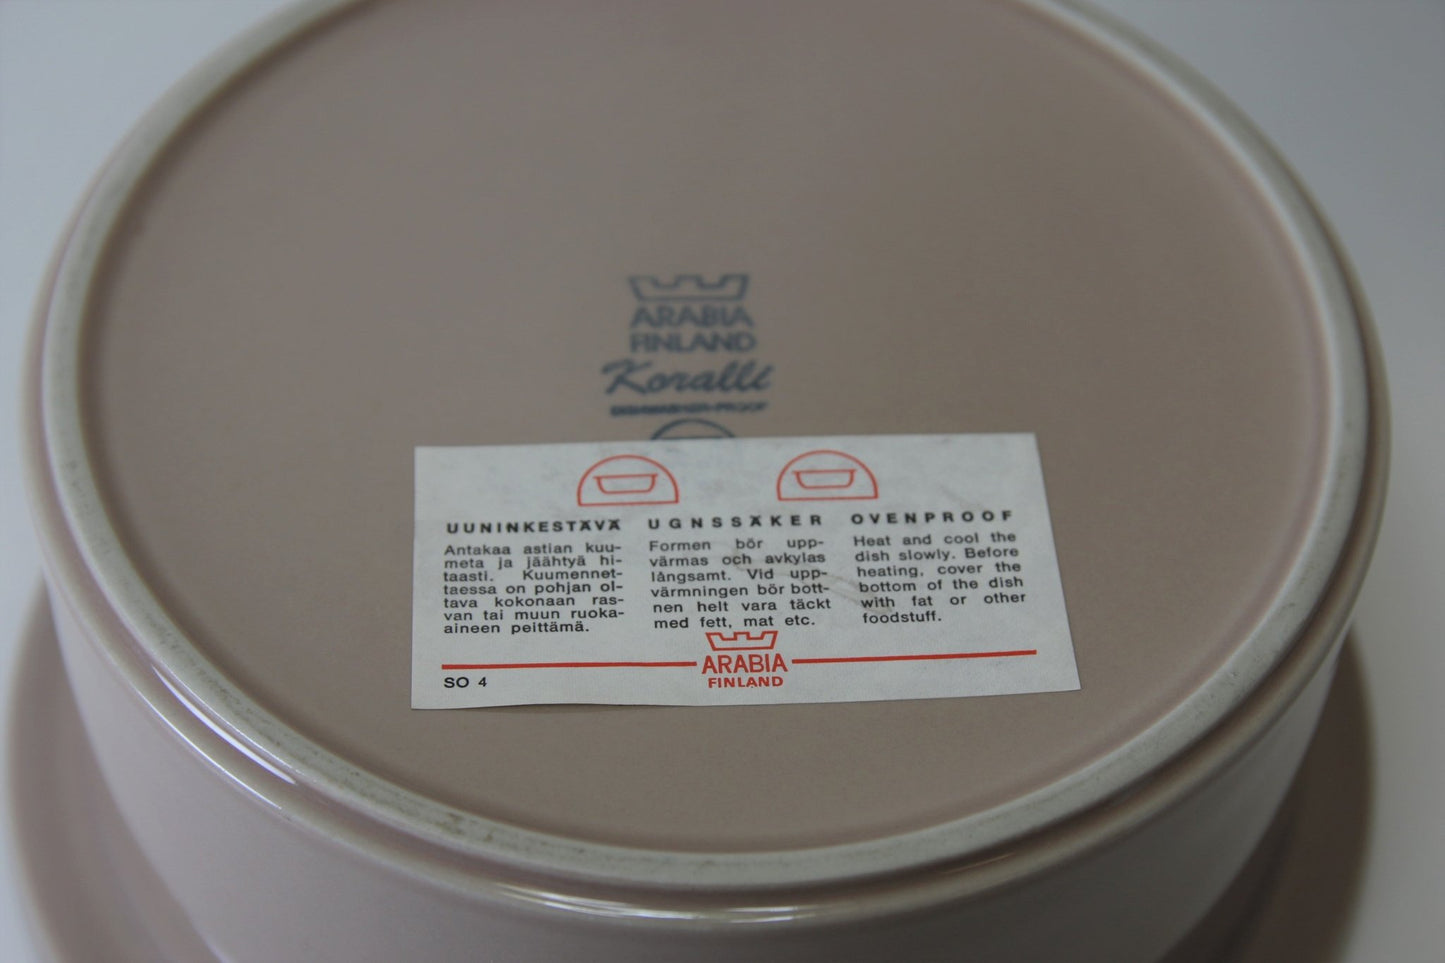 ARABIA
FINLAND
Koralli
DISHWASHER-PROOF
UUNINKESTÄVÄ
Antakaa astian kuu-
meta ja jäähtyä hi-
taasti. Kuumennet-
taessa on pohjan ol-
tava kokonaan ras-
van tai muun ruoka-
aineen peittämä.
UGNSSÄKER
Formen bör upp-
värmas och avkylas
långsamt. Vid upp-
värmningen bör bott-
nen helt vara täckt
med fett, mat etc.
OVENPROOF
Heat and cool the
dish slowly. Before
heating, cover the
bottom of the dish
with fat or other
foodstuff.
ARABIA
FINLAND
SO 4